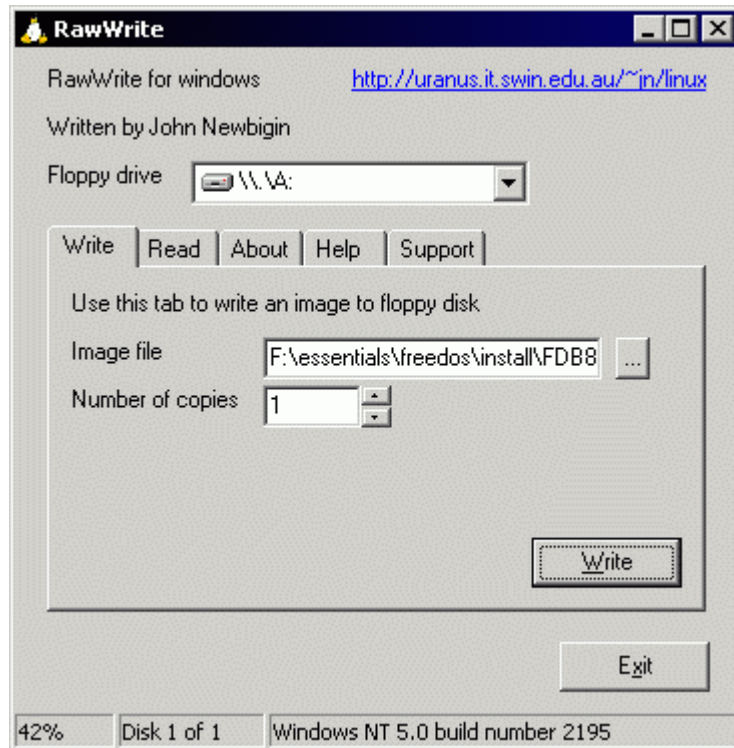 RawWrite
RawWrite for windows http://uranus.it.swin.edu.au/~jn/linux
Written by John Newbigin
Floppy drive \\.\A:
Write Read About Help Support
Use this tab to write an image to floppy disk
Image file F:\essentials\freedos\install\FDB8 ...
Number of copies 1
Write
Exit
42% Disk 1 of 1 Windows NT 5.0 build number 2195